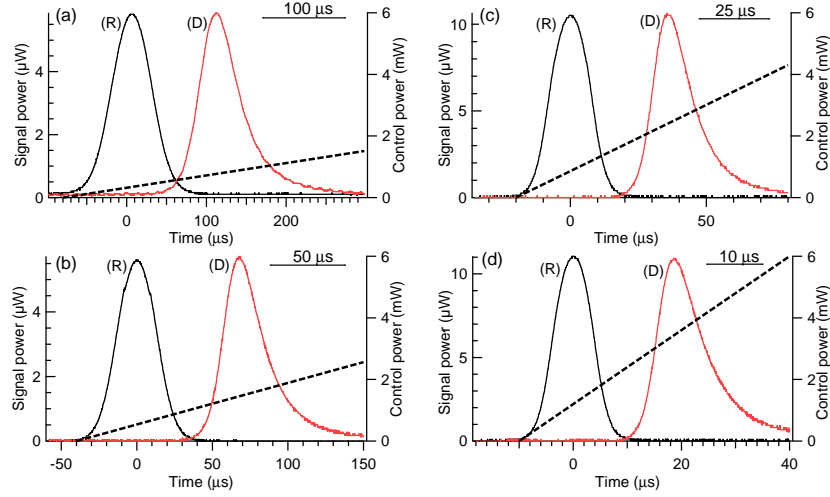 (a) (R) (D) 100 µs
Signal power (µW)
4
2
0
6
5
4
3
2
1
0
Control power (mW)
0 100 200
Time (µs)
(c) (R) (D) 25 µs
Signal power (µW)
10
5
0
6
4
2
0
Control power (mW)
0 50
Time (µs)
(b) (R) (D) 50 µs
Signal power (µW)
4
2
0
6
4
2
0
Control power (mW)
-50 0 50 100 150
Time (µs)
(d) (R) (D) 10 µs
Signal power (µW)
10
5
0
6
4
2
0
Control power (mW)
0 20 40
Time (µs)